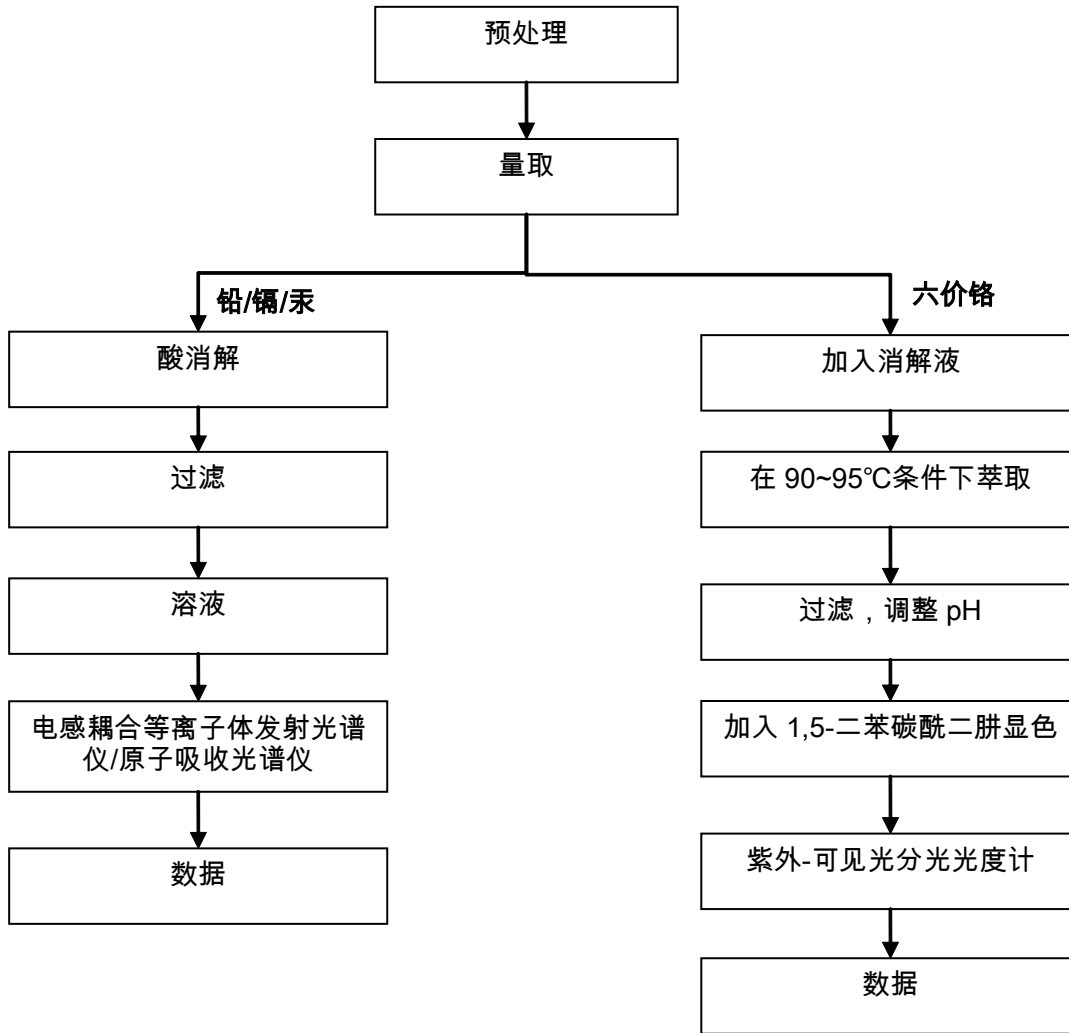 预处理
量取
铅/镉/汞
酸消解
过滤
溶液
电感耦合等离子体发射光谱
仪/原子吸收光谱仪
数据
六价铬
加入消解液
在 90~95℃条件下萃取
过滤，调整 pH
加入 1,5-二苯碳酰二肼显色
紫外-可见光分光光度计
数据